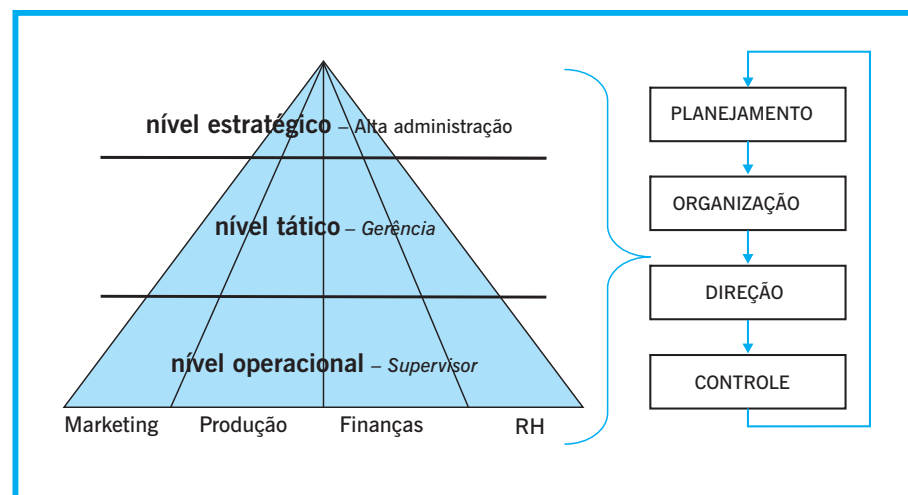 nível estratégico – Alta administração
nível tático – Gerência
nível operacional – Supervisor
Marketing Produção Finanças RH
PLANEJAMENTO
ORGANIZAÇÃO
DIREÇÃO
CONTROLE